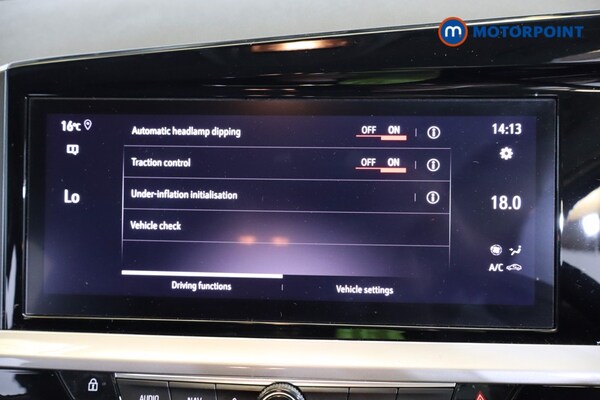 m MOTORPOINT
16°C
Automatic headlamp dipping OFF ON
14:13
Traction control OFF ON
Lo
Under-inflation initialisation
18.0
Vehicle check
A/C
Driving functions
Vehicle settings
AUDIO NAV